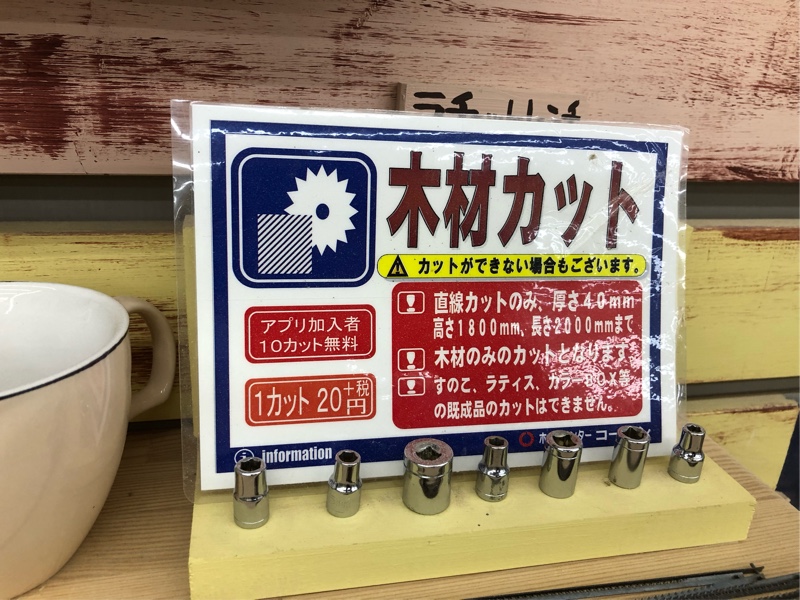 木材カット
カットができない場合もございます。
直線カットのみ、厚さ40mm
高さ1800mm、長さ2000mmまで
木材のみのカットとなります。
すのこ、ラティス、カラーBOX等
の既成品のカットはできません。
アプリ加入者
10カット無料
1カット 20円+税
information